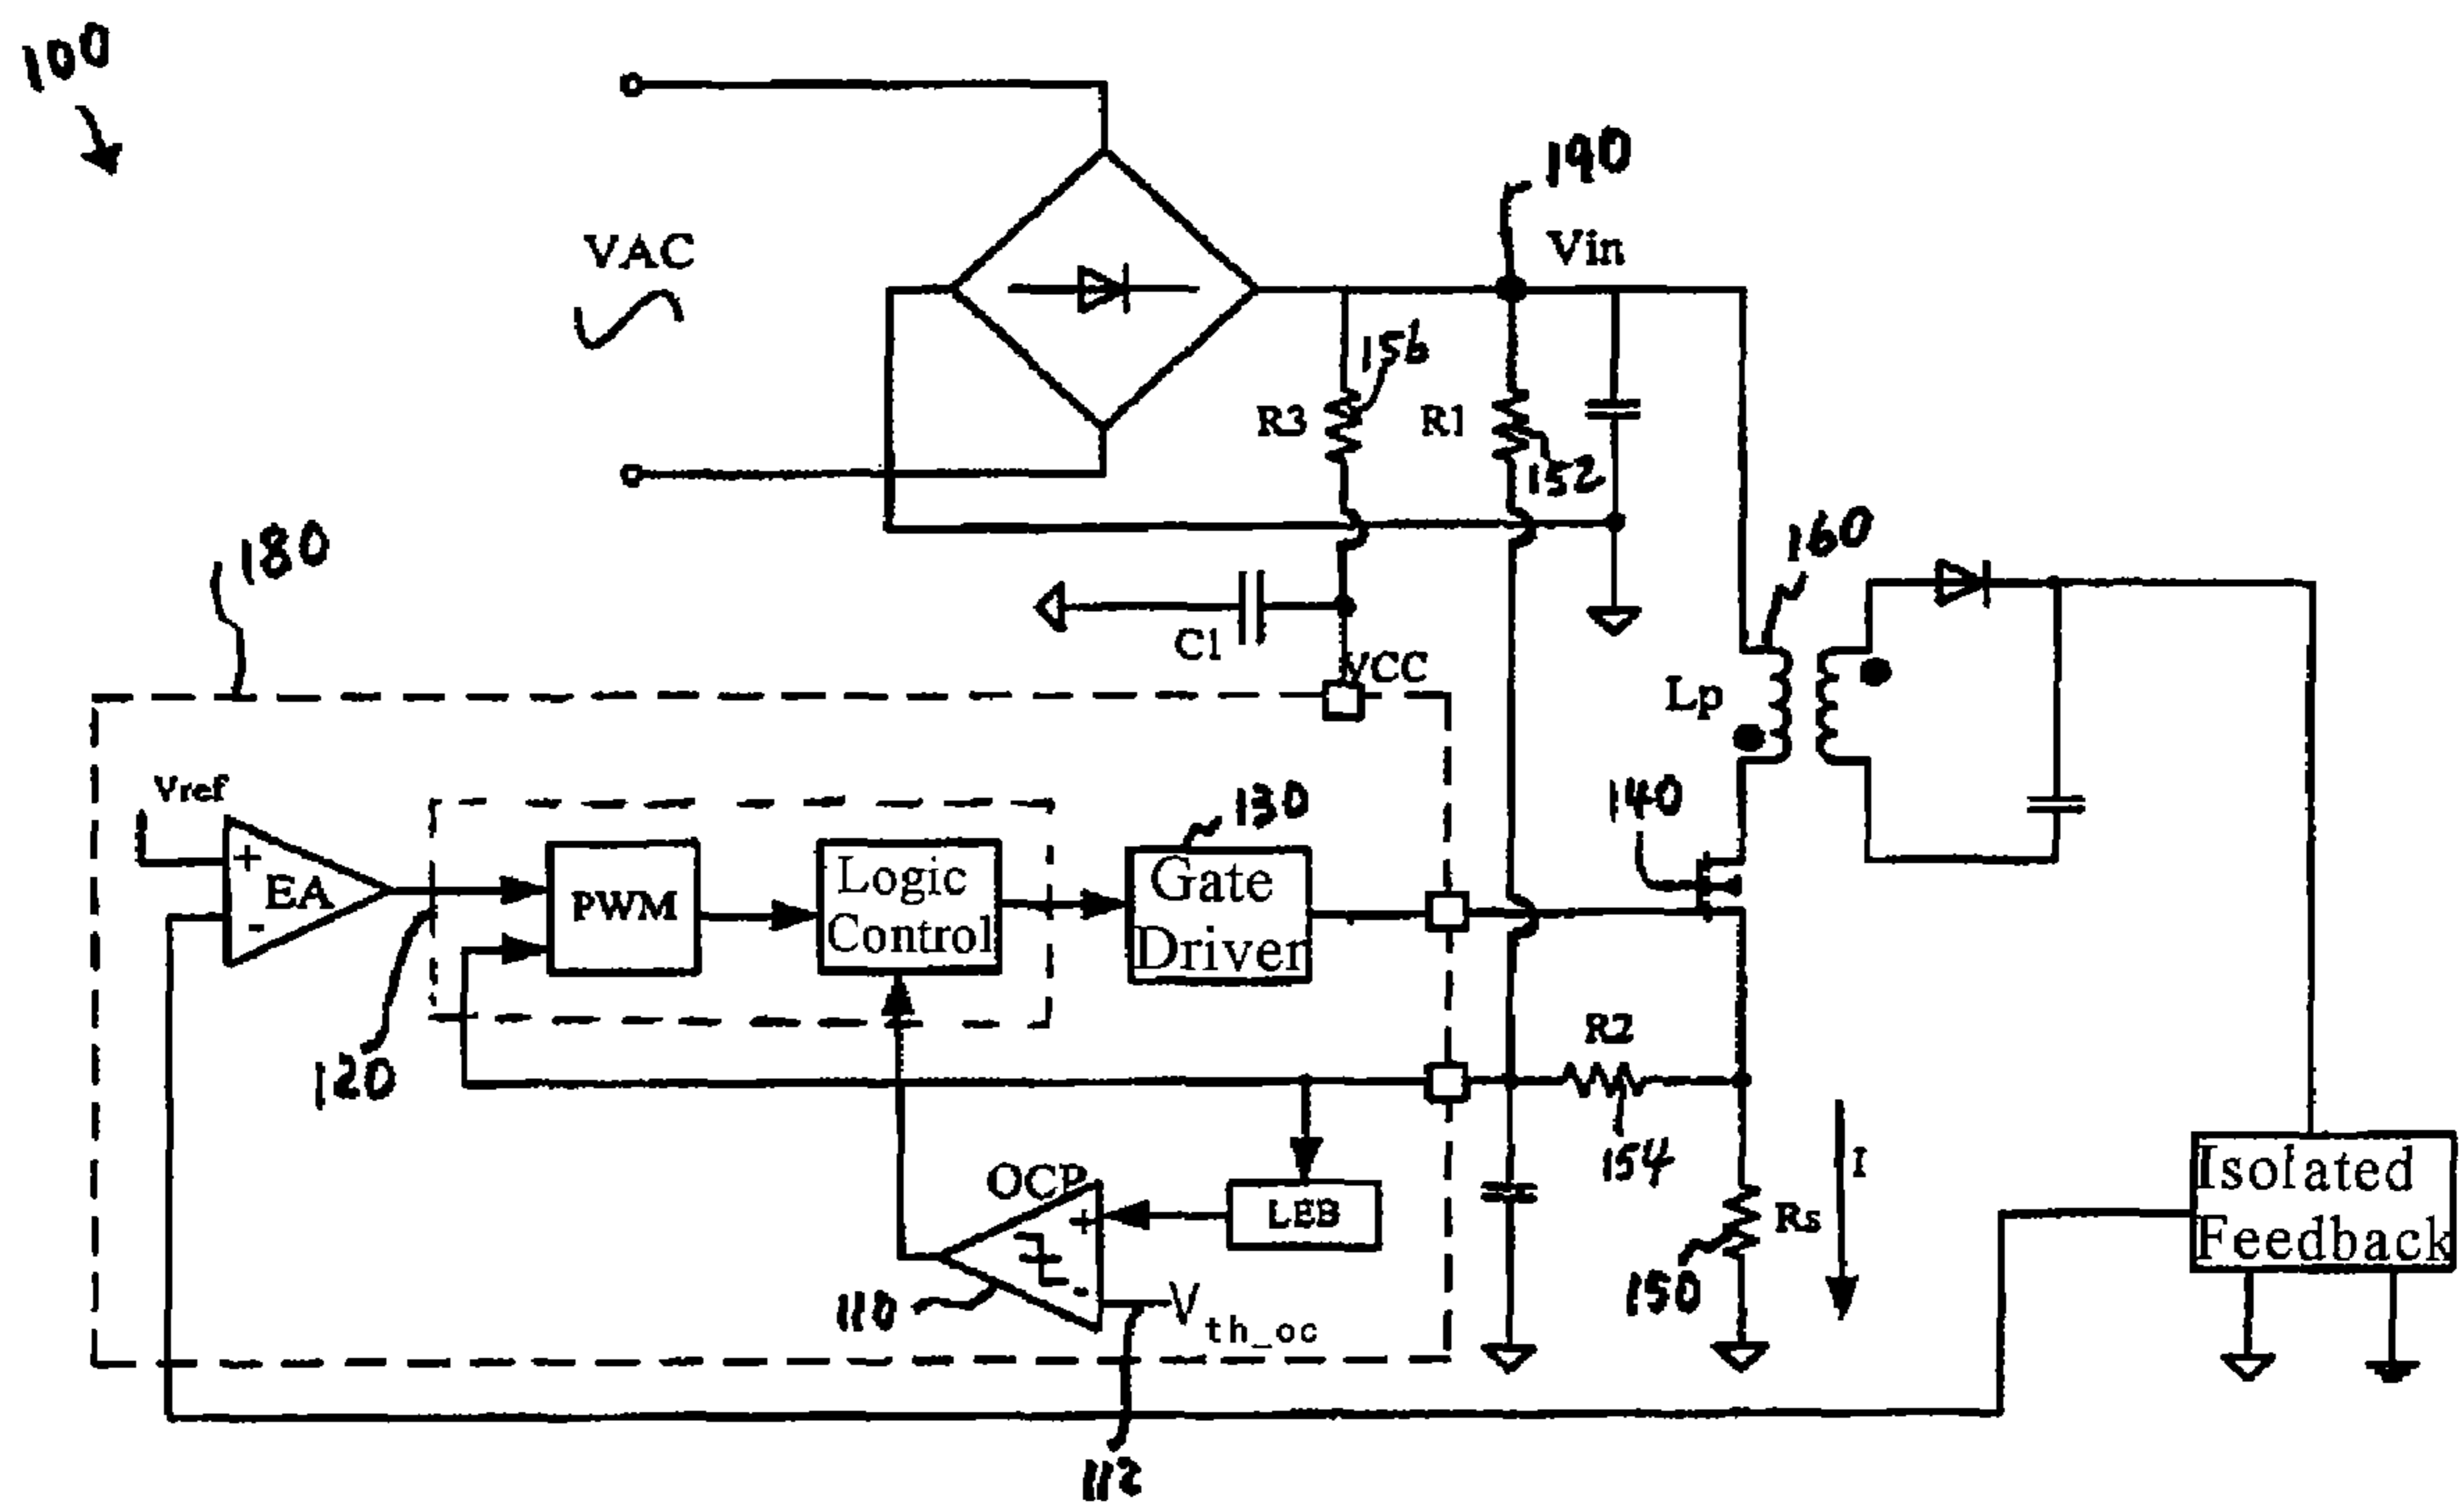 100
190
VAC
Vin
156
R3
R1
152
180
160
C1
VCC
Lp
Vref
130
140
+
EA
-
PWM
Logic
Control
Gate
Driver
120
R2
154
I
OCP
+
LEB
-
110
V
th_oc
Rs
150
Isolated
Feedback
112